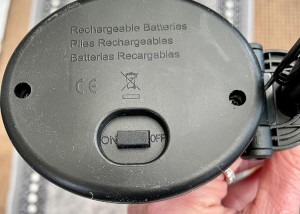 Rechargeable Batteries
Piles Rechargeables
Batterias Recargables
CE
ON OFF